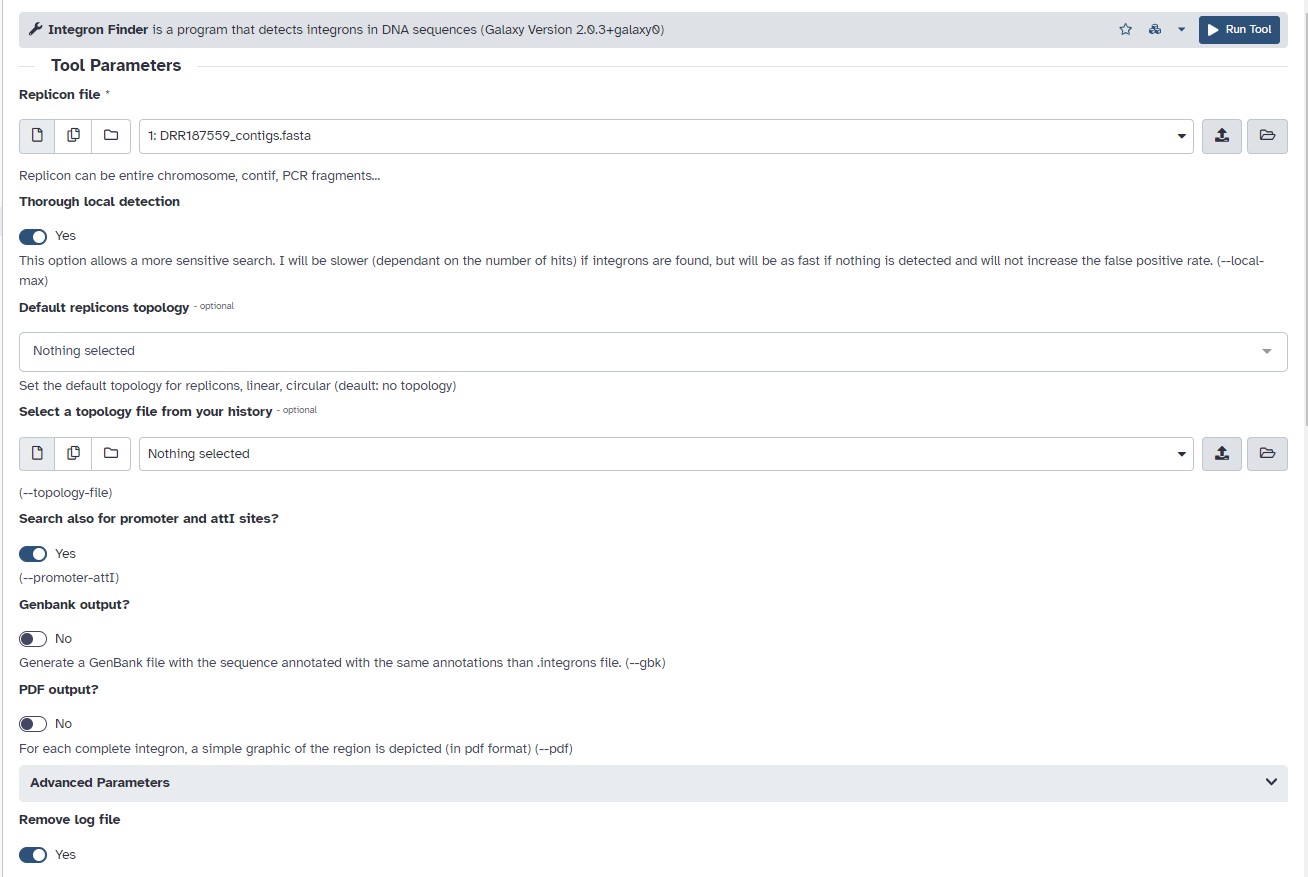 Integron Finder is a program that detects integrons in DNA sequences (Galaxy Version 2.0.3+galaxy0)
Run Tool
Tool Parameters
Replicon file *
1: DRR187559_contigs.fasta
Replicon can be entire chromosome, contif, PCR fragments...
Thorough local detection
Yes
This option allows a more sensitive search. I will be slower (dependant on the number of hits) if integrons are found, but will be as fast if nothing is detected and will not increase the false positive rate. (--local-
max)
Default replicons topology - optional
Nothing selected
Set the default topology for replicons, linear, circular (deault: no topology)
Select a topology file from your history - optional
Nothing selected
(--topology-file)
Search also for promoter and attI sites?
Yes
(--promoter-attI)
Genbank output?
No
Generate a GenBank file with the sequence annotated with the same annotations than .integrons file. (--gbk)
PDF output?
No
For each complete integron, a simple graphic of the region is depicted (in pdf format) (--pdf)
Advanced Parameters
Remove log file
Yes